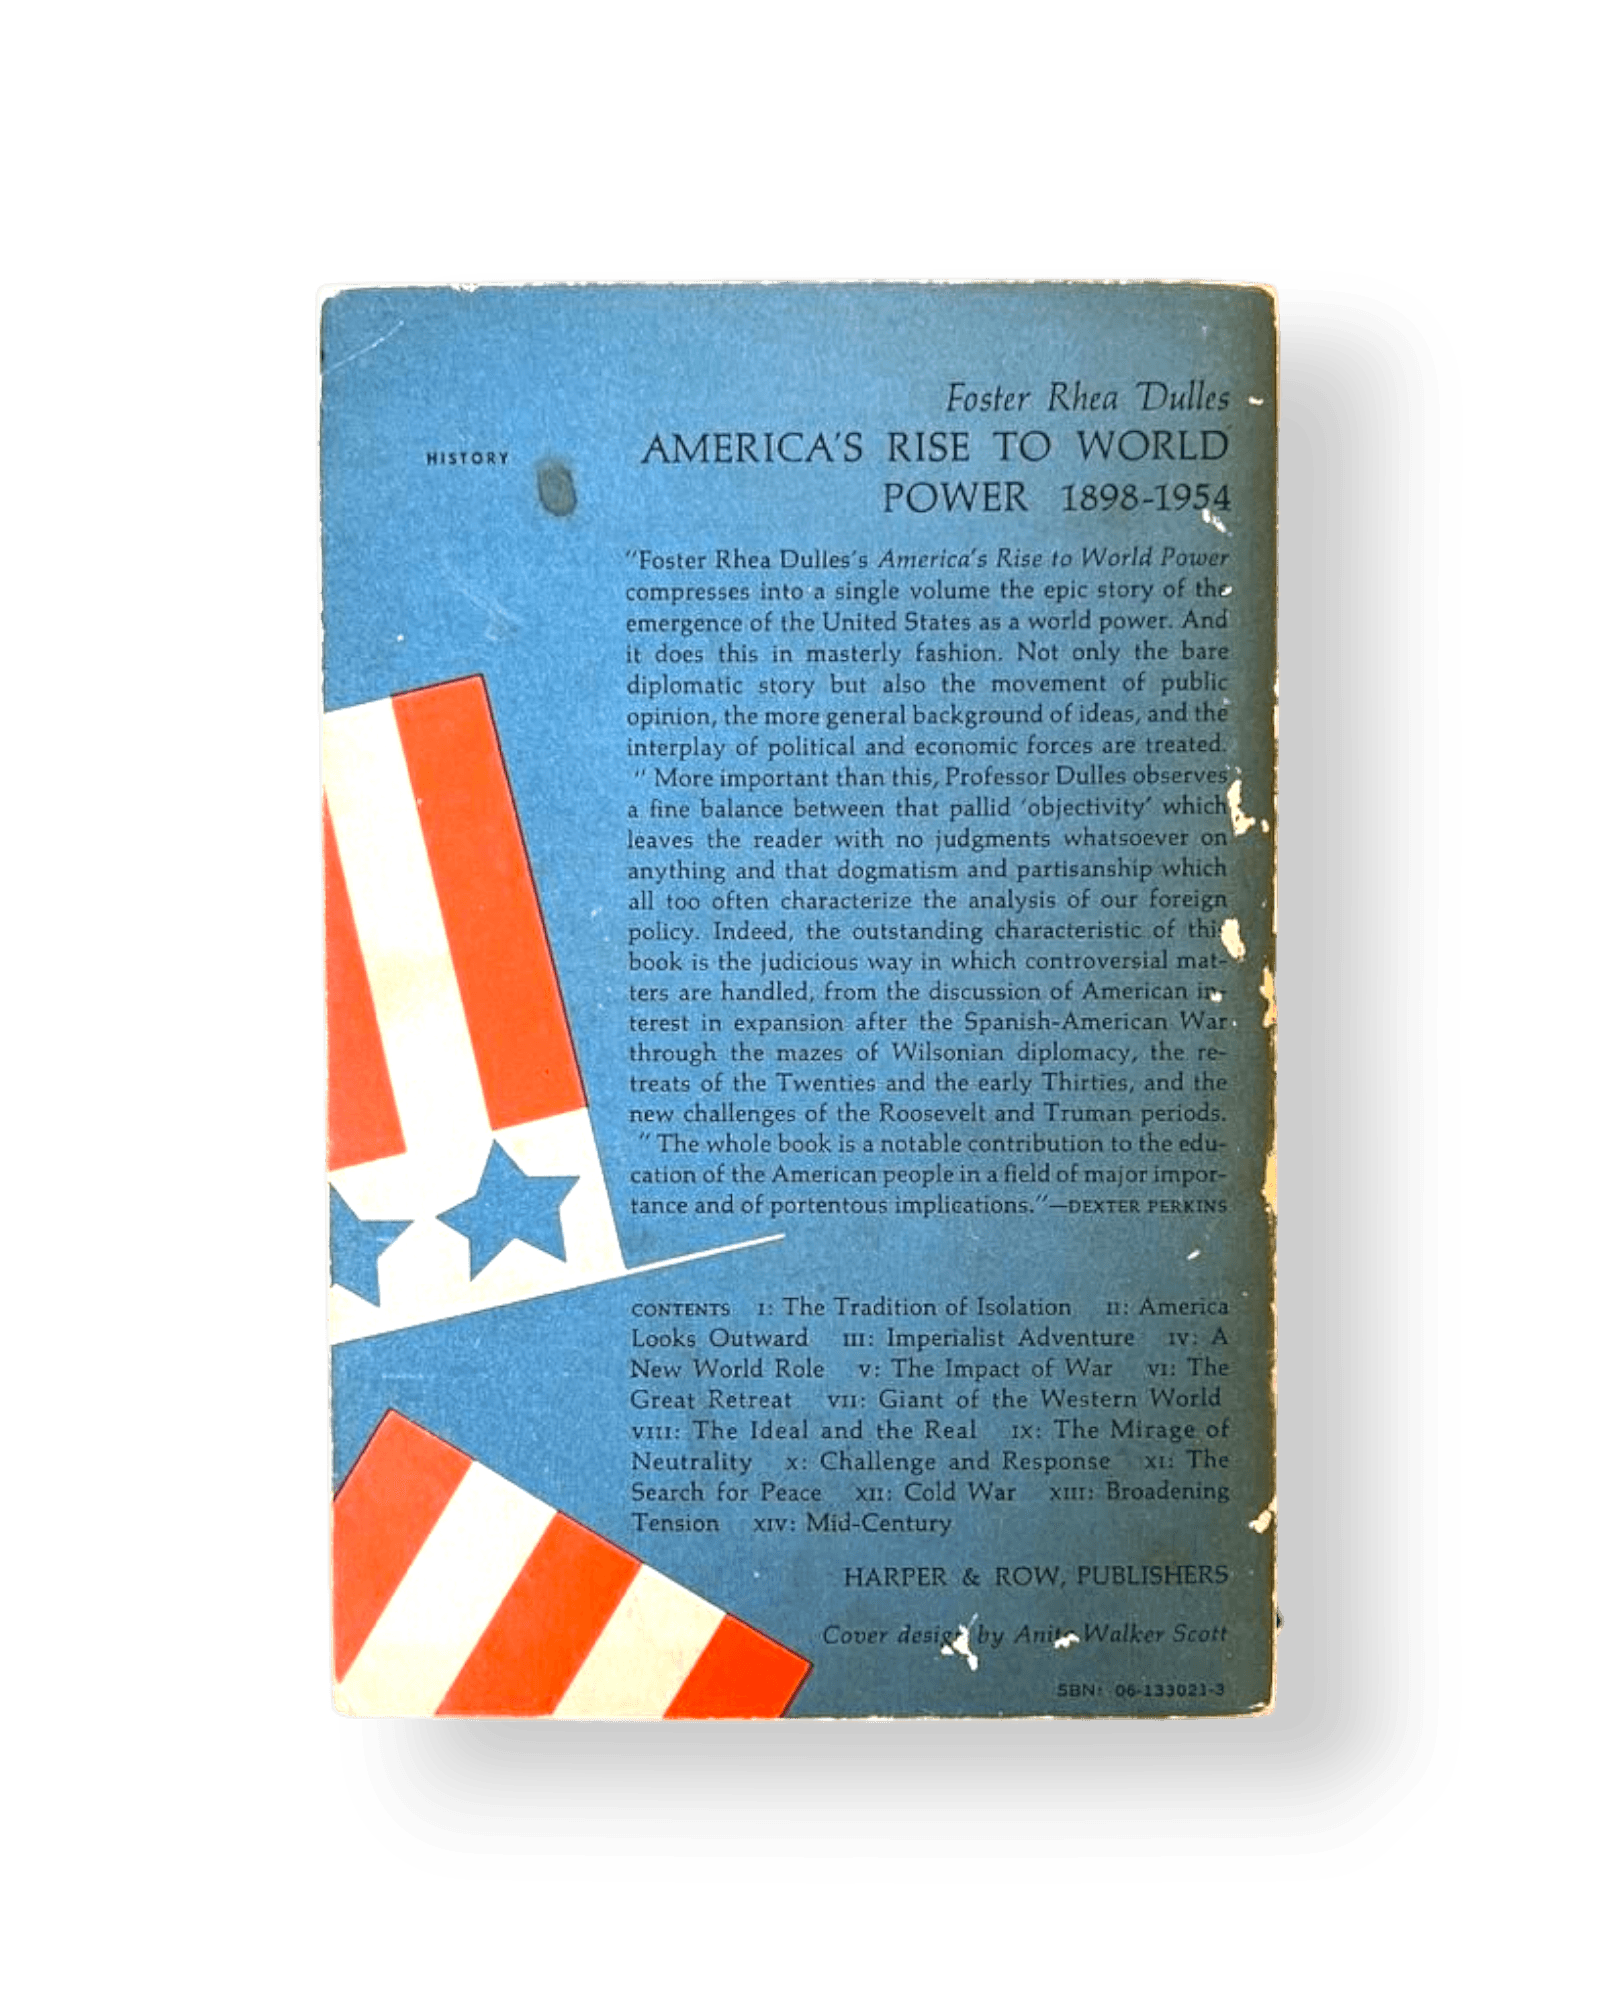 Foster Rhea Dulles
HISTORY
AMERICA'S RISE TO WORLD
POWER 1898-1954
"Foster Rhea Dulles's America's Rise to World Power
compresses into a single volume the epic story of the
emergence of the United States as a world power. And
it does this in masterly fashion. Not only the bare
diplomatic story but also the movement of public
opinion, the more general background of ideas, and the
interplay of political and economic forces are treated.
"More important than this, Professor Dulles observes
a fine balance between that pallid 'objectivity' which
leaves the reader with no judgments whatsoever on
anything and that dogmatism and partisanship which
all too often characterize the analysis of our foreign
policy. Indeed, the outstanding characteristic of this
book is the judicious way in which controversial mat-
ters are handled, from the discussion of American in-
terest in expansion after the Spanish-American War
through the mazes of Wilsonian diplomacy, the re-
treats of the Twenties and the early Thirties, and the
new challenges of the Roosevelt and Truman periods.
"The whole book is a notable contribution to the edu-
cation of the American people in a field of major impor-
tance and of portentous implications."—DEXTER PERKINS
CONTENTS I: The Tradition of Isolation II: America
Looks Outward III: Imperialist Adventure IV: A
New World Role V: The Impact of War VI: The
Great Retreat VII: Giant of the Western World
VIII: The Ideal and the Real IX: The Mirage of
Neutrality X: Challenge and Response XI: The
Search for Peace XII: Cold War XIII: Broadening
Tension XIV: Mid-Century
HARPER & ROW, PUBLISHERS
Cover design by Anita Walker Scott
SBN: 06-133021-3